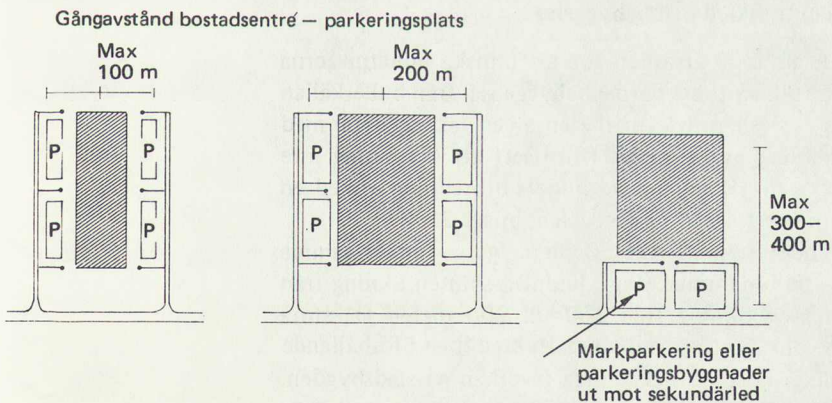 Gångavstånd bostadsentré — parkeringsplats
Max
100 m
Max
200 m
P
P
P
P
P
P
P
P
Max
300—
400 m
P
P
Markparkering eller
parkeringsbyggnader
ut mot sekundärled